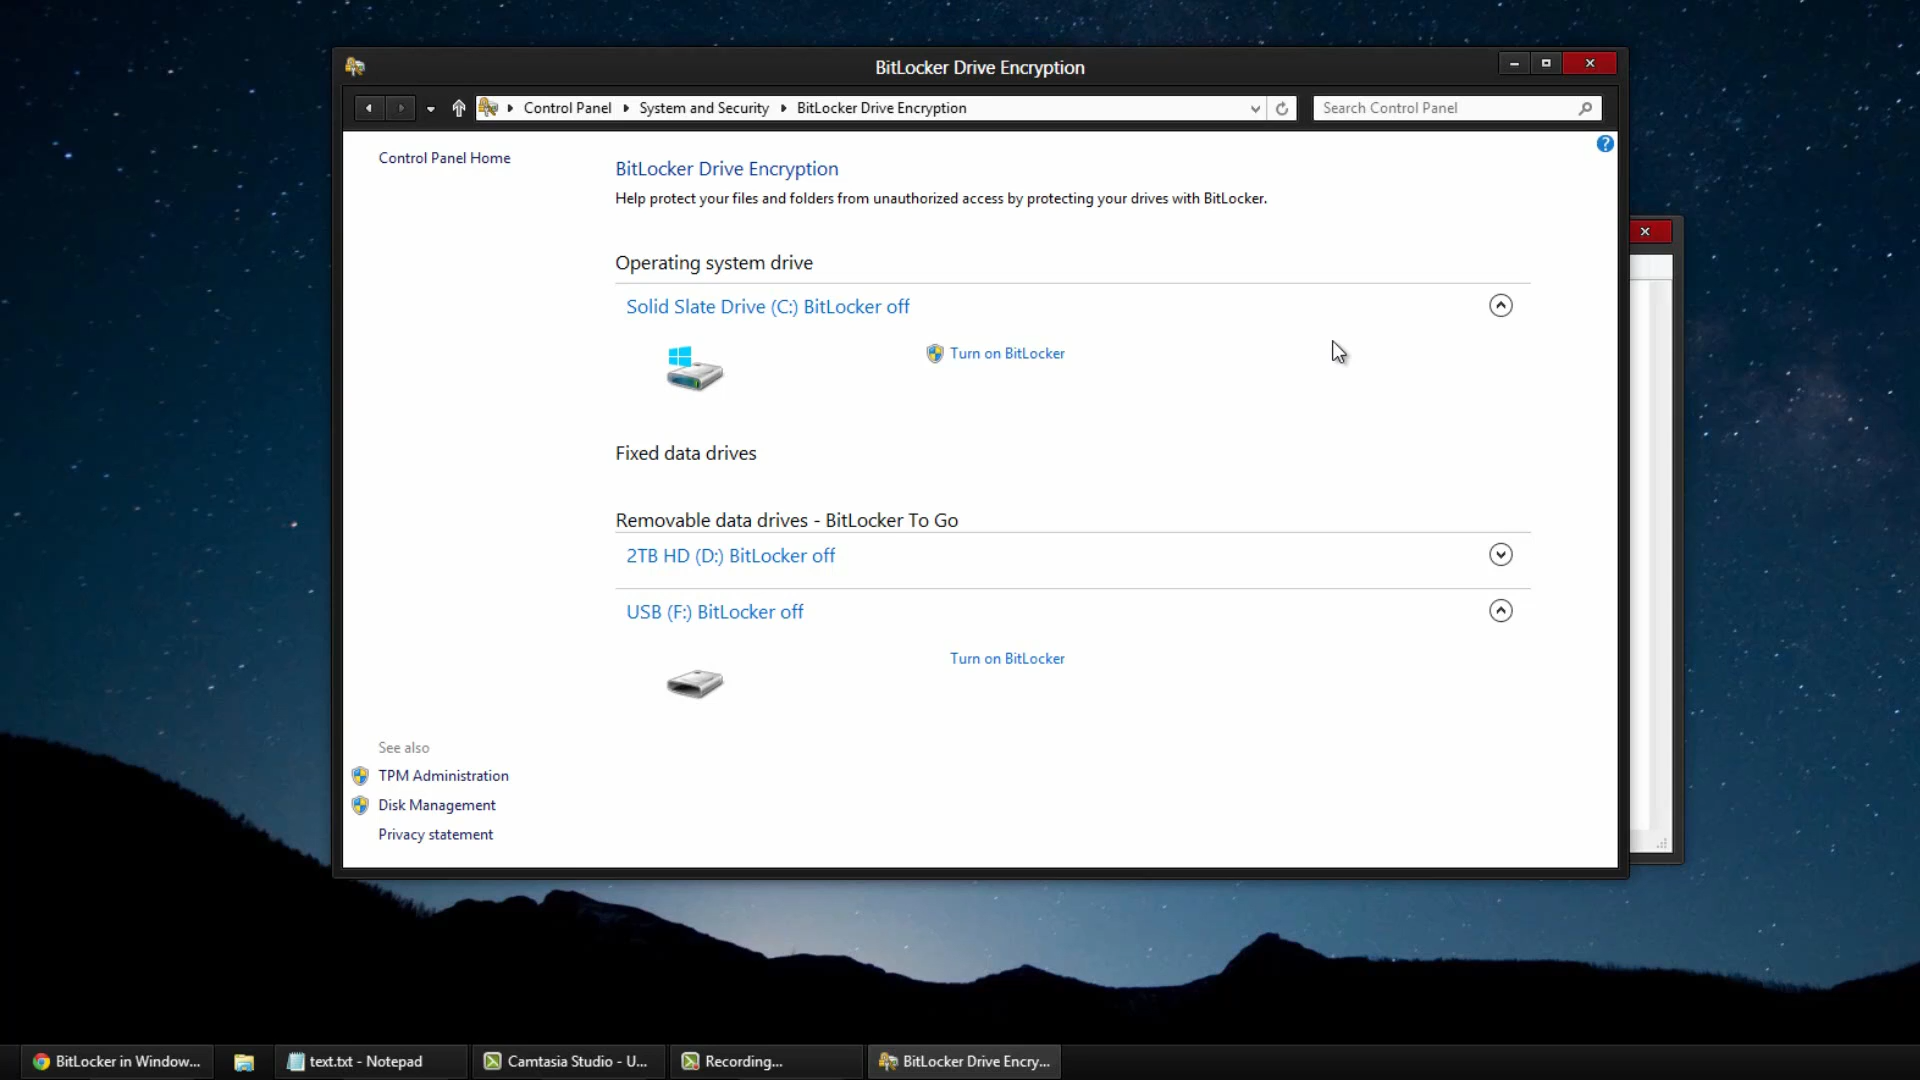 BitLocker Drive Encryption
Control Panel
System and Security
BitLocker Drive Encryption
Search Control Panel
Control Panel Home
BitLocker Drive Encryption
Help protect your files and folders from unauthorized access by protecting your drives with BitLocker.
Operating system drive
Solid Slate Drive (C:) BitLocker off
Turn on BitLocker
Fixed data drives
Removable data drives - BitLocker To Go
2TB HD (D:) BitLocker off
USB (F:) BitLocker off
Turn on BitLocker
See also
TPM Administration
Disk Management
Privacy statement
BitLocker in Window...
text.txt - Notepad
Camtasia Studio - U...
Recording...
BitLocker Drive Encry...